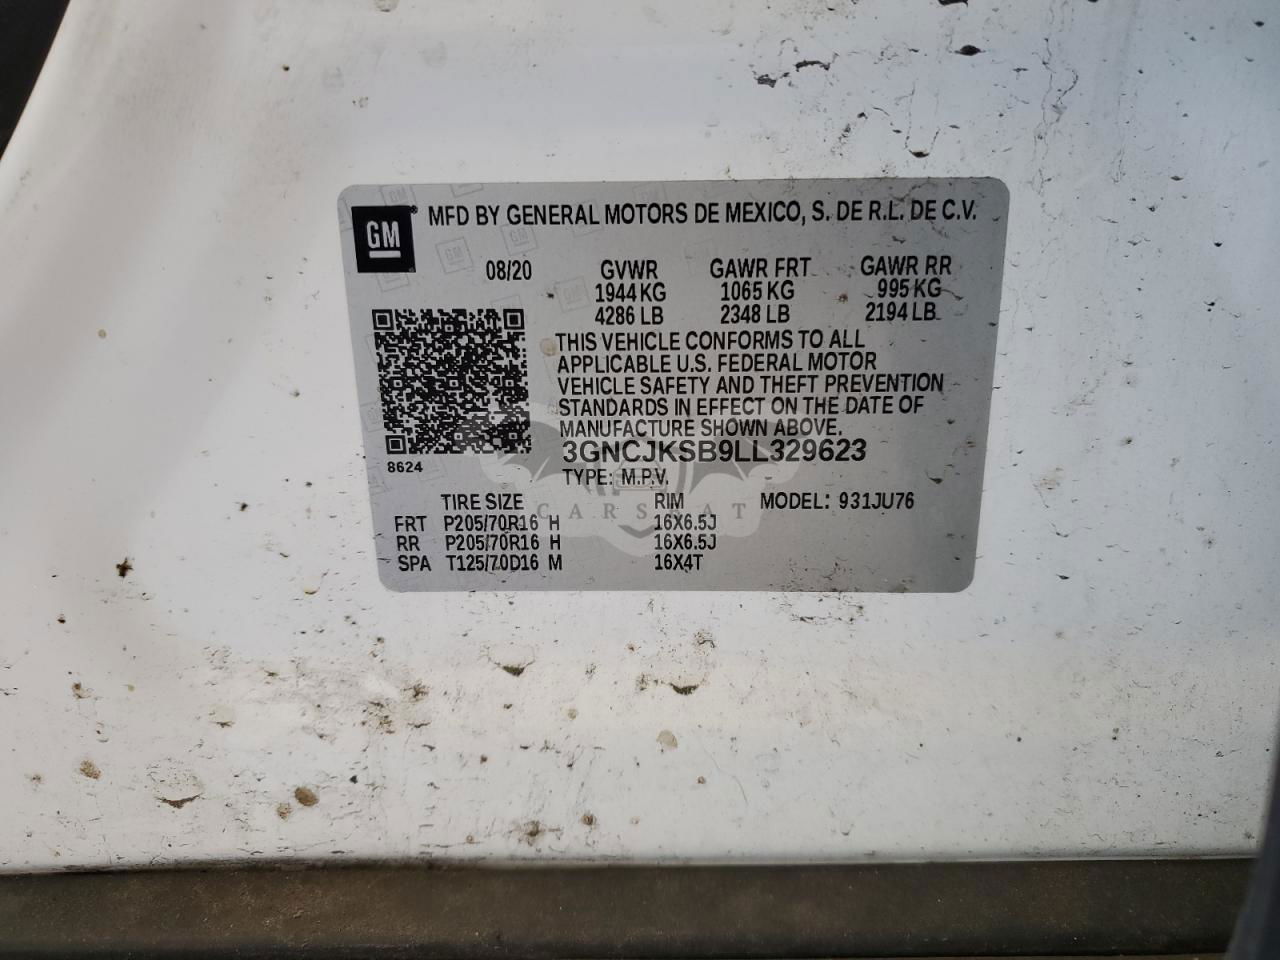 GM
MFD BY GENERAL MOTORS DE MEXICO, S. DE R.L. DE C.V.
08/20 GVWR GAWR FRT GAWR RR
1944 KG 1065 KG 995 KG
4286 LB 2348 LB 2194 LB
THIS VEHICLE CONFORMS TO ALL
APPLICABLE U.S. FEDERAL MOTOR
VEHICLE SAFETY AND THEFT PREVENTION
STANDARDS IN EFFECT ON THE DATE OF
MANUFACTURE SHOWN ABOVE.
3GNCJKSB9LL329623
8624
TYPE: M.P.V.
TIRE SIZE RIM MODEL: 931JU76
CARSEAT
FRT P205/70R16 H 16X6.5J
RR P205/70R16 H 16X6.5J
SPA T125/70D16 M 16X4T